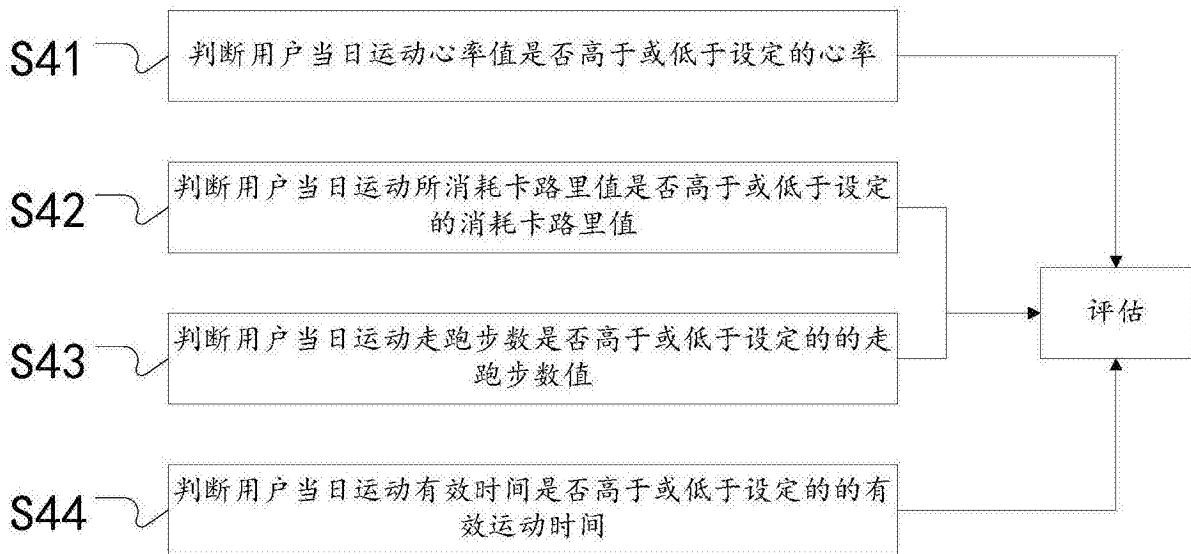 S41
判断用户当日运动心率值是否高于或低于设定的心率
S42
判断用户当日运动所消耗卡路里值是否高于或低于设定
的消耗卡路里值
评估
S43
判断用户当日运动走跑步数是否高于或低于设定的的走
跑步数值
S44
判断用户当日运动有效时间是否高于或低于设定的的有
效运动时间